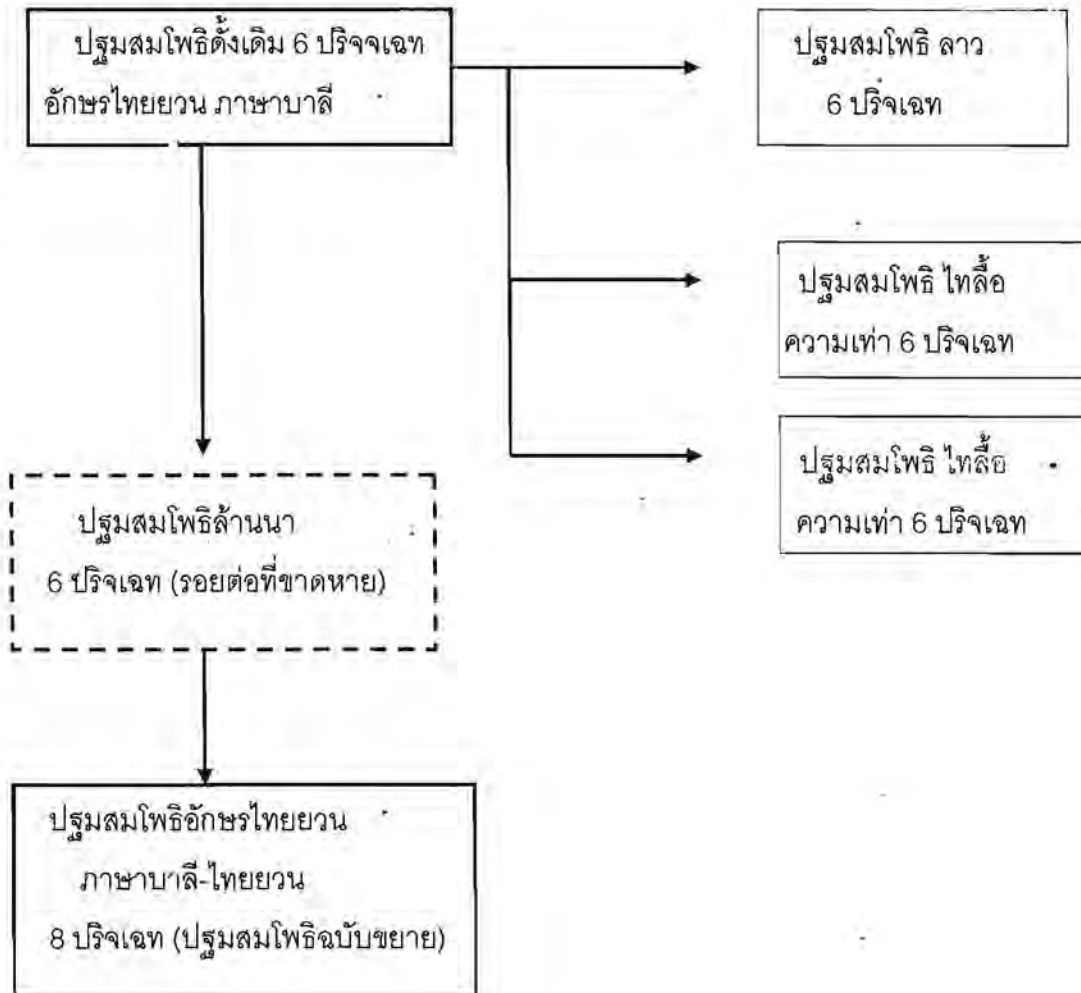 ปฐมสมโพธิดั้งเดิม 6 ปริจจเฉท
อักษรไทยยวน ภาษาบาลี
ปฐมสมโพธิ ลาว
6 ปริจเฉท
ปฐมสมโพธิ ไทลื้อ
ความเท่า 6 ปริจเฉท
ปฐมสมโพธิ ไทลื้อ
ความเท่า 6 ปริจเฉท
ปฐมสมโพธิล้านนา
6 ปริจเฉท (รอยต่อที่ขาดหาย)
ปฐมสมโพธิอักษรไทยยวน
ภาษาบาลี-ไทยยวน
8 ปริจเฉท (ปฐมสมโพธิฉบับขยาย)